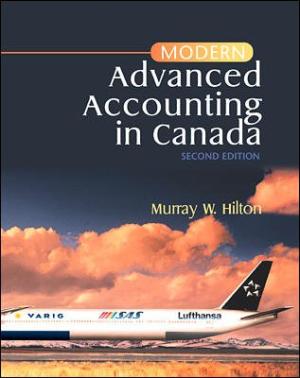 MODERN
Advanced
Accounting
in Canada
SECOND EDITION
Murray W. Hilton
VARIG SAS Lufthansa